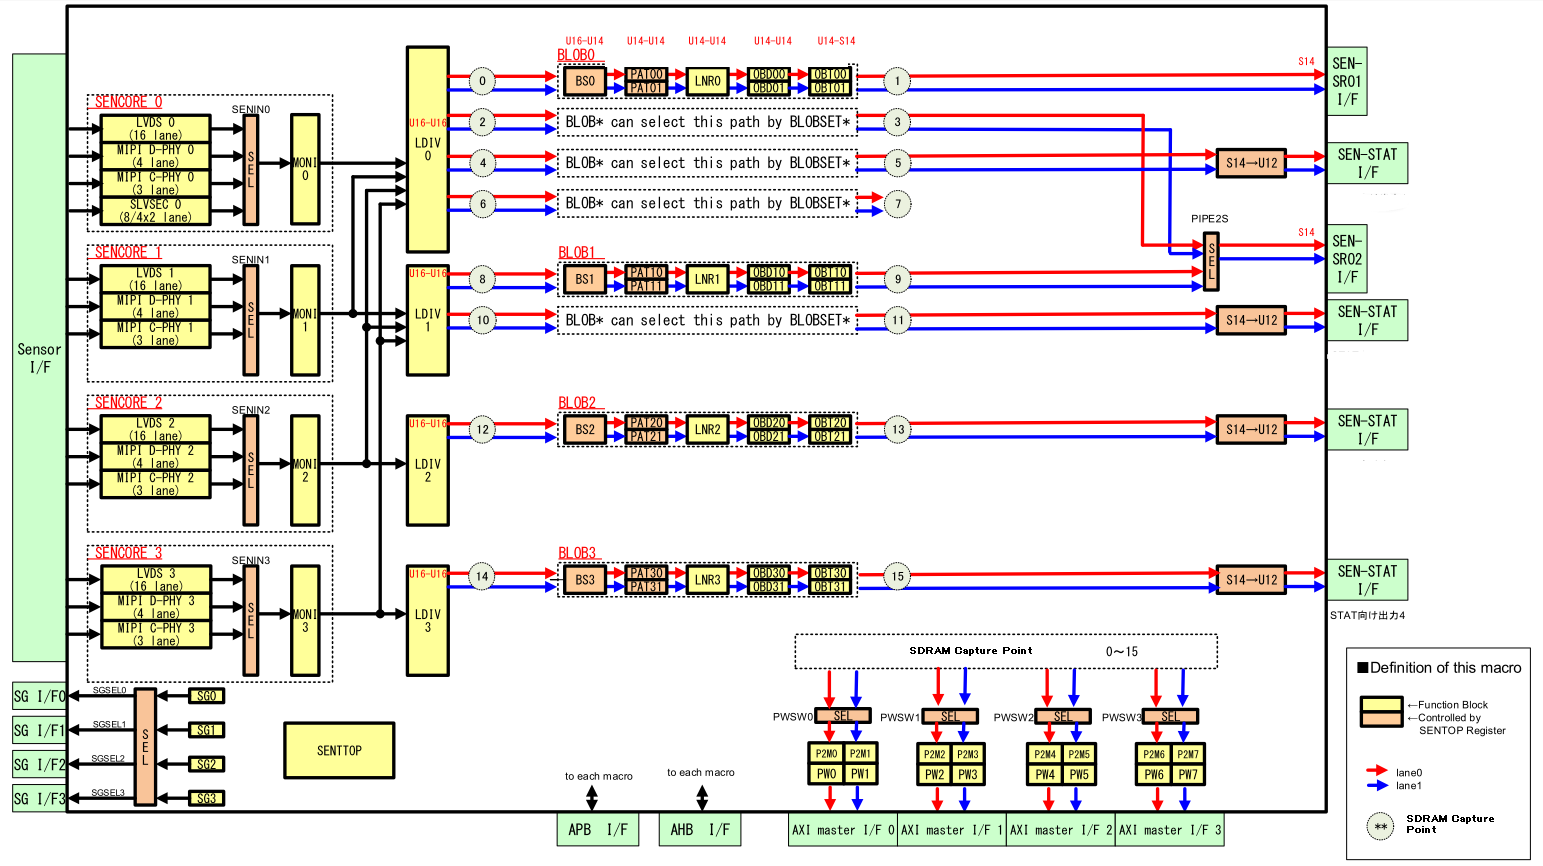 Sensor
I/F
SENCORE 0
LVDS 0
(16 lane)
MIPI D-PHY 0
(4 lane)
MIPI C-PHY 0
(3 lane)
SLVSEC 0
(8/4x2 lane)
SENIN0
SEL
MONI
0
SENCORE 1
LVDS 1
(16 lane)
MIPI D-PHY 1
(4 lane)
MIPI C-PHY 1
(3 lane)
SENIN1
SEL
MONI
1
SENCORE 2
LVDS 2
(16 lane)
MIPI D-PHY 2
(4 lane)
MIPI C-PHY 2
(3 lane)
SENIN2
SEL
MONI
2
SENCORE 3
LVDS 3
(16 lane)
MIPI D-PHY 3
(4 lane)
MIPI C-PHY 3
(3 lane)
SENIN3
SEL
MONI
3
U16-U16
LDIV
0
U16-U16
LDIV
1
U16-U16
LDIV
2
U16-U16
LDIV
3
U16-U14 U14-U14 U14-U14 U14-U14 U14-S14
BLOB0
0 BS0 PAT00 PAT01 LNR0 OBD00 OBD01 OBT00 OBT01 1
2 BLOB* can select this path by BLOBSET* 3
4 BLOB* can select this path by BLOBSET* 5
6 BLOB* can select this path by BLOBSET* 7
BLOB1
8 BS1 PAT10 PAT11 LNR1 OBD10 OBD11 OBT10 OBT11 9
10 BLOB* can select this path by BLOBSET* 11
BLOB2
12 BS2 PAT20 PAT21 LNR2 OBD20 OBD21 OBT20 OBT21 13
BLOB3
14 BS3 PAT30 PAT31 LNR3 OBD30 OBD31 OBT30 OBT31 15
S14
SEN-
SRO1
I/F
S14→U12
SEN-STAT
I/F
PIPE2S
SEL
S14
SEN-
SRO2
I/F
S14→U12
SEN-STAT
I/F
S14→U12
SEN-STAT
I/F
S14→U12
SEN-STAT
I/F
STAT向け出力4
SG I/F0 SGSEL0 SG0
SG I/F1 SGSEL1 SG1
SG I/F2 SGSEL2 SG2
SG I/F3 SGSEL3 SG3
SEL
SENTTOP
to each macro
APB I/F
to each macro
AHB I/F
SDRAM Capture Point 0～15
PWSW0 SEL PWSW1 SEL PWSW2 SEL PWSW3 SEL
P2M0 P2M1 P2M2 P2M3 P2M4 P2M5 P2M6 P2M7
PW0 PW1 PW2 PW3 PW4 PW5 PW6 PW7
AXI master I/F 0 AXI master I/F 1 AXI master I/F 2 AXI master I/F 3
■Definition of this macro
←Function Block
←Controlled by
SENTOP Register
lane0
lane1
** SDRAM Capture
Point